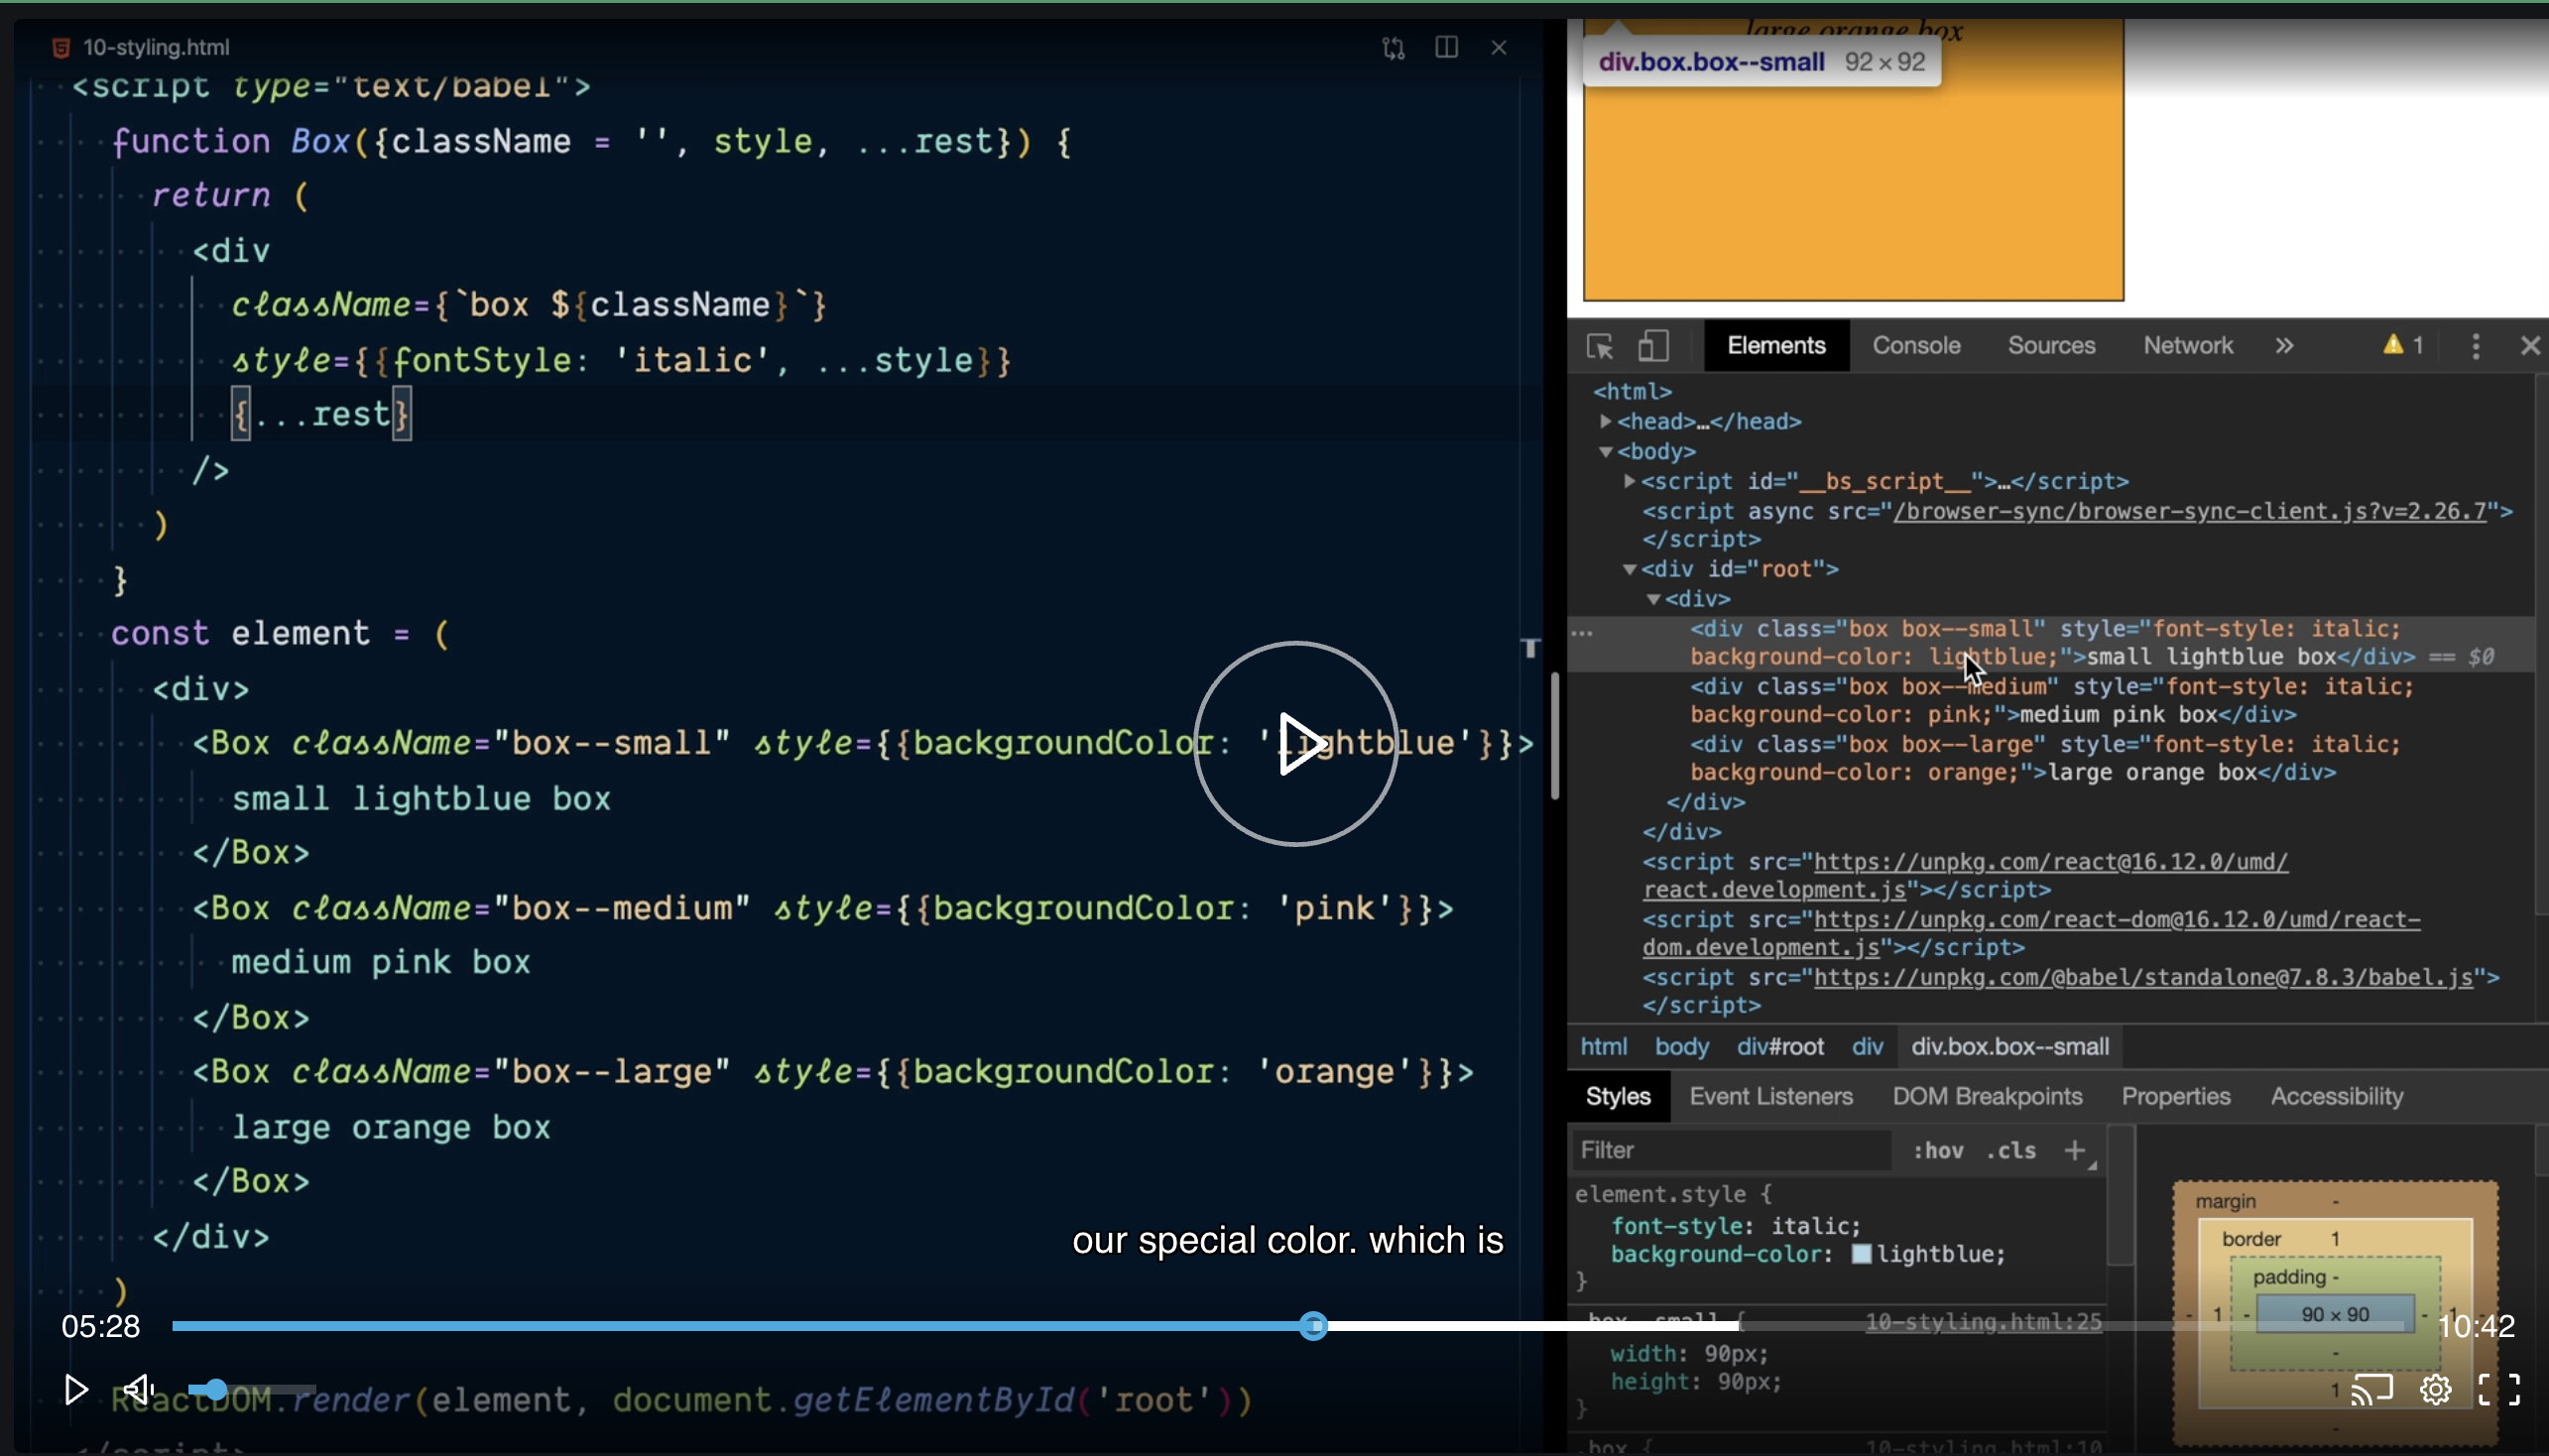 10-styling.html
<script type="text/babel">
function Box({className = '', style, ...rest}) {
return (
<div
className={`box ${className}`}
style={{fontStyle: 'italic', ...style}}
{...rest}
/>
)
}
const element = (
<div>
<Box className="box--small" style={{backgroundColor: 'lightblue'}}>
small lightblue box
</Box>
<Box className="box--medium" style={{backgroundColor: 'pink'}}>
medium pink box
</Box>
<Box className="box--large" style={{backgroundColor: 'orange'}}>
large orange box
</Box>
</div>
)
ReactDOM.render(element, document.getElementById('root'))
</script>
our special color. which is
05:28
10:42
large orange box
div.box.box--small 92 × 92
Elements Console Sources Network » 1
<html>
<head>…</head>
<body>
<script id="__bs_script__">…</script>
<script async src="/browser-sync/browser-sync-client.js?v=2.26.7">
</script>
<div id="root">
<div>
… <div class="box box--small" style="font-style: italic;
background-color: lightblue;">small lightblue box</div> == $0
<div class="box box--medium" style="font-style: italic;
background-color: pink;">medium pink box</div>
<div class="box box--large" style="font-style: italic;
background-color: orange;">large orange box</div>
</div>
</div>
<script src="https://unpkg.com/react@16.12.0/umd/
react.development.js"></script>
<script src="https://unpkg.com/react-dom@16.12.0/umd/react-
dom.development.js"></script>
<script src="https://unpkg.com/@babel/standalone@7.8.3/babel.js">
</script>
html body div#root div div.box.box--small
Styles Event Listeners DOM Breakpoints Properties Accessibility
Filter :hov .cls +
element.style {
font-style: italic;
background-color: lightblue;
}
.box--small { 10-styling.html:25
width: 90px;
height: 90px;
}
.box { 10-styling.html:10
margin -
border 1
padding -
- 1 - 90 × 90 - 1 -
-
1
-